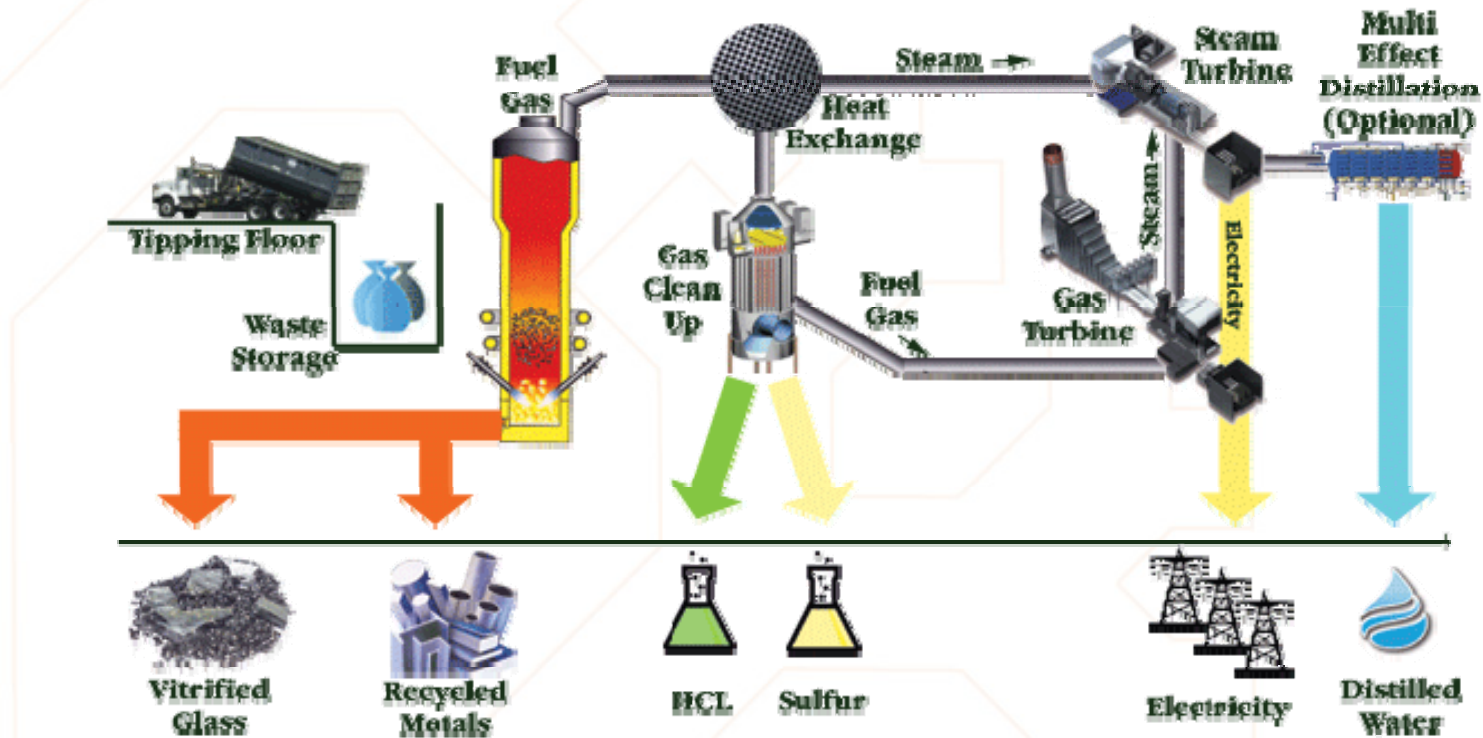 Fuel
Gas
Steam
Steam
Turbine
Multi
Effect
Distillation
(Optional)
Heat
Exchange
Tipping Floor
Waste
Storage
Gas
Clean
Up
Fuel
Gas
Gas
Turbine
Steam
Electricity
Vitrified
Glass
Recycled
Metals
HCL
Sulfur
Electricity
Distilled
Water